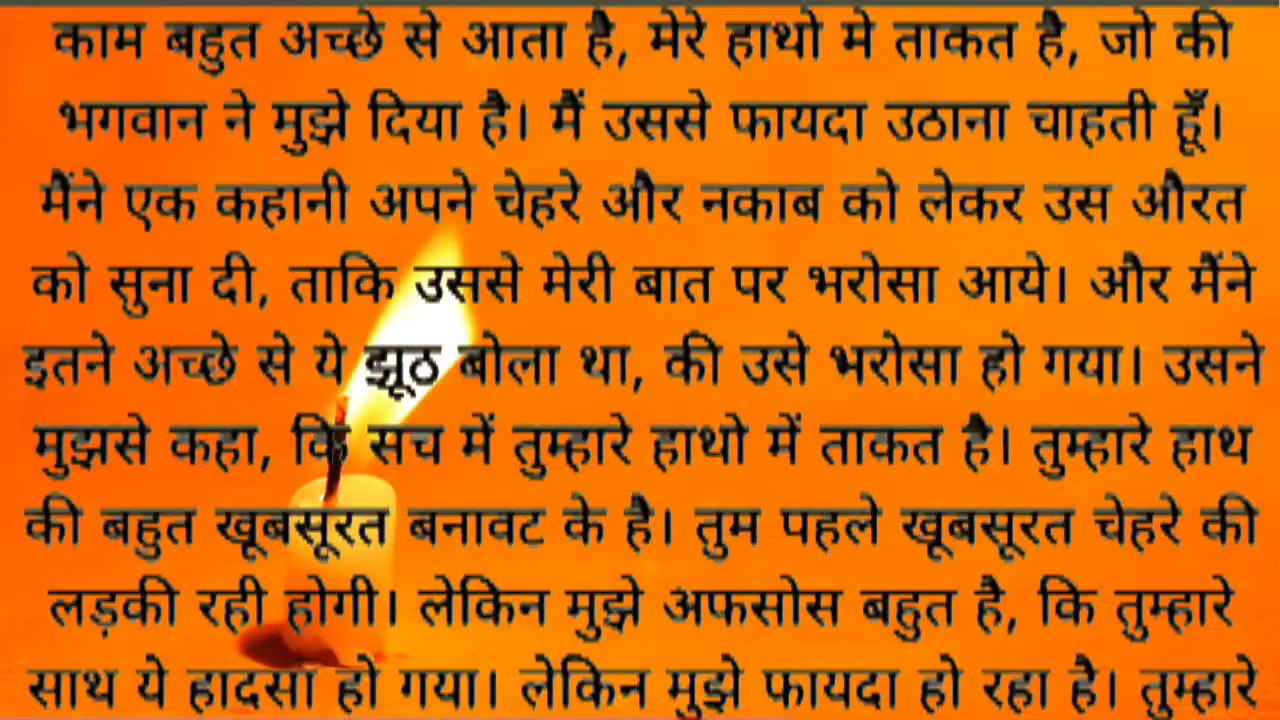 काम बहुत अच्छे से आता है, मेरे हाथो मे ताकत है, जो की
भगवान ने मुझे दिया है। मैं उससे फायदा उठाना चाहती हूँ।
मैंने एक कहानी अपने चेहरे और नकाब को लेकर उस औरत
को सुना दी, ताकि उससे मेरी बात पर भरोसा आये। और मैंने
इतने अच्छे से ये झूठ बोला था, की उसे भरोसा हो गया। उसने
मुझसे कहा, कि सच में तुम्हारे हाथो में ताकत है। तुम्हारे हाथ
की बहुत खूबसूरत बनावट के है। तुम पहले खूबसूरत चेहरे की
लड़की रही होगी। लेकिन मुझे अफसोस बहुत है, कि तुम्हारे
साथ ये हादसा हो गया। लेकिन मुझे फायदा हो रहा है। तुम्हारे